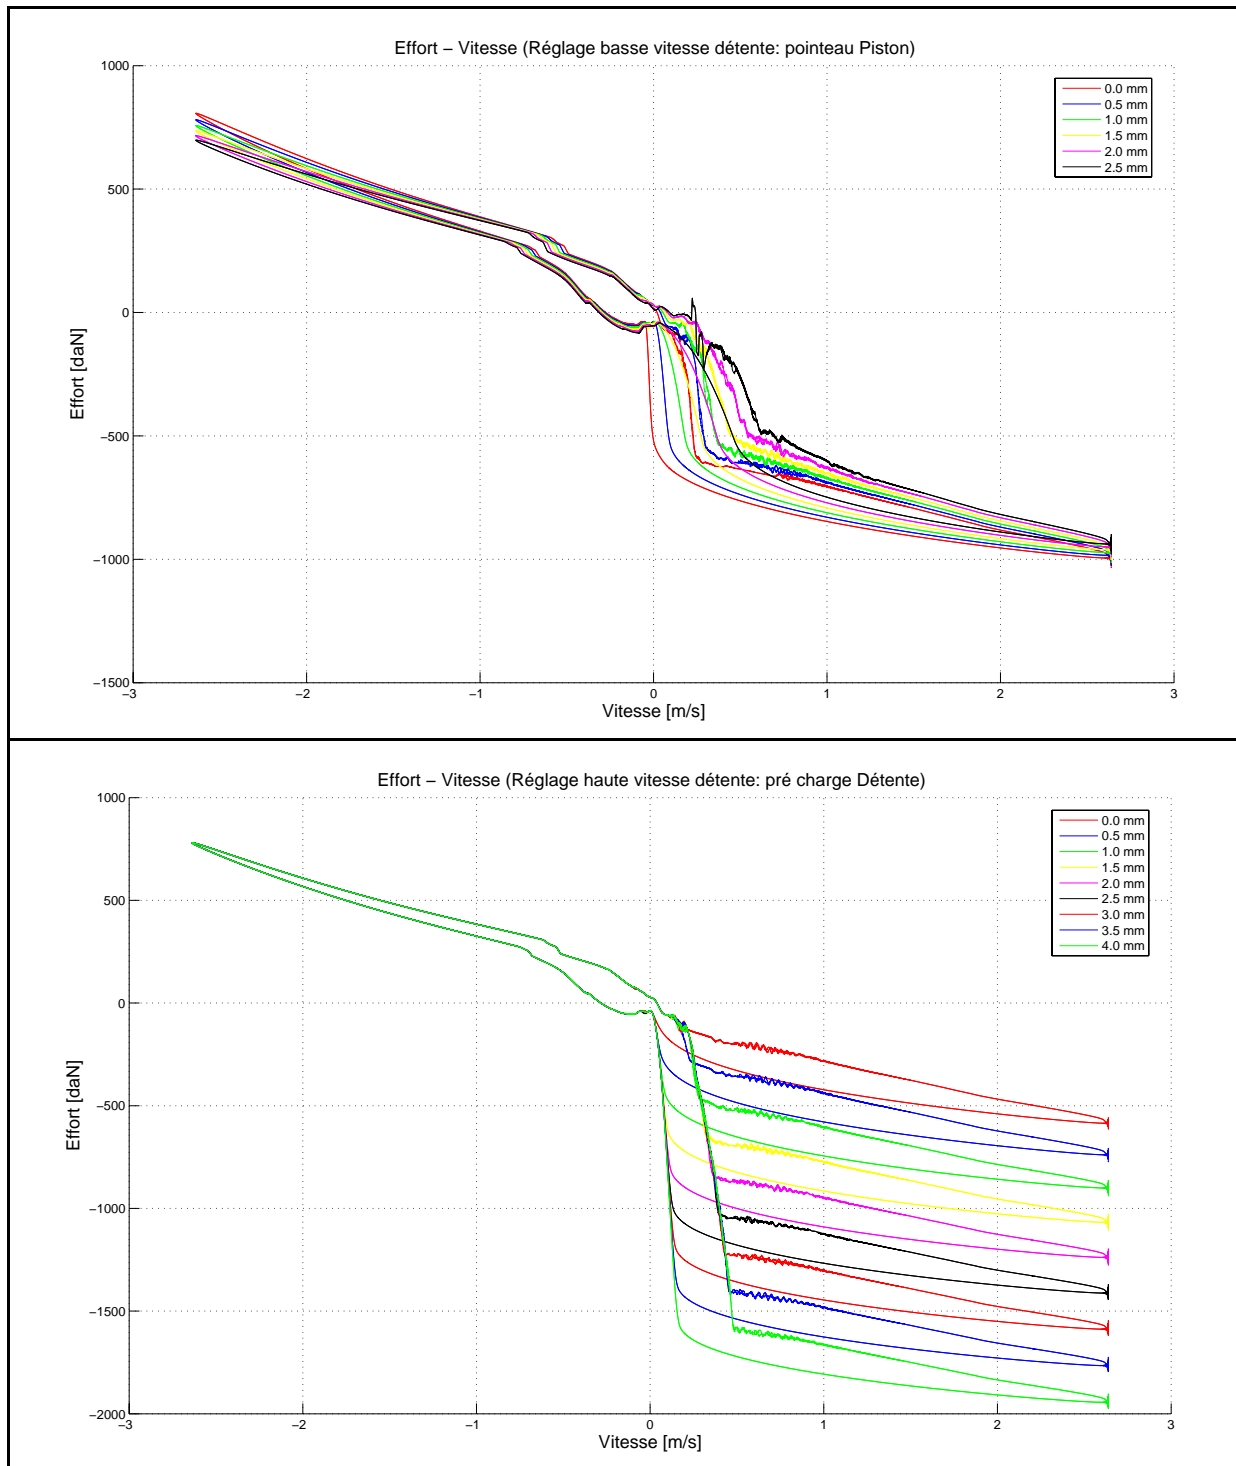 Effort – Vitesse (Réglage basse vitesse détente: pointeau Piston)
1000
500
0
−500
−1000
−1500
Effort [daN]
0.0 mm
0.5 mm
1.0 mm
1.5 mm
2.0 mm
2.5 mm
−3 −2 −1 0 1 2 3
Vitesse [m/s]
Effort – Vitesse (Réglage haute vitesse détente: pré charge Détente)
1000
500
0
−500
−1000
−1500
−2000
Effort [daN]
0.0 mm
0.5 mm
1.0 mm
1.5 mm
2.0 mm
2.5 mm
3.0 mm
3.5 mm
4.0 mm
−3 −2 −1 0 1 2 3
Vitesse [m/s]